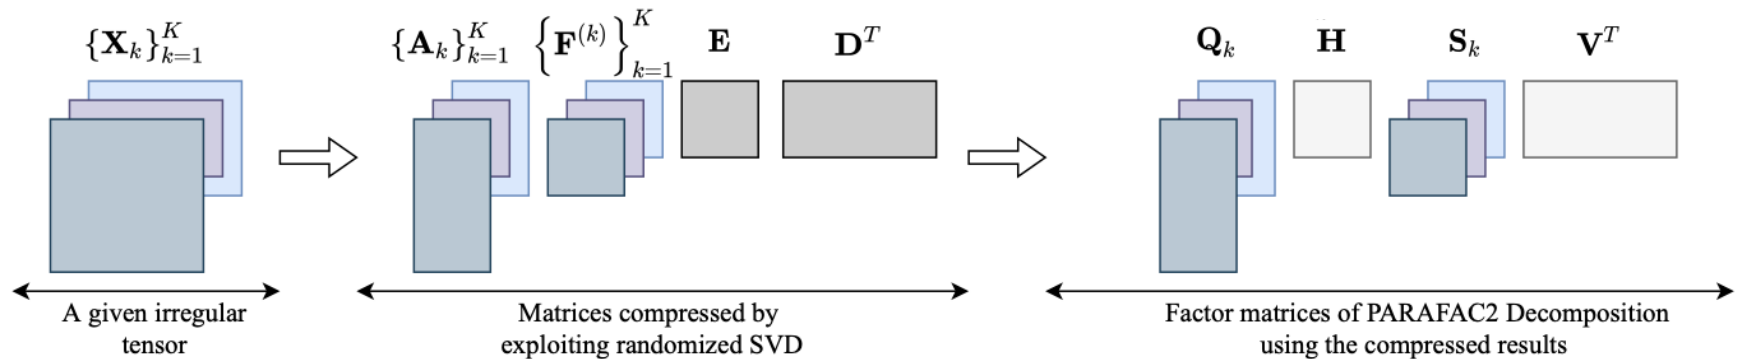 {X_k}_{k=1}^K {A_k}_{k=1}^K {F^{(k)}}_{k=1}^K E D^T Q_k H S_k V^T
A given irregular
tensor
Matrices compressed by
exploiting randomized SVD
Factor matrices of PARAFAC2 Decomposition
using the compressed results